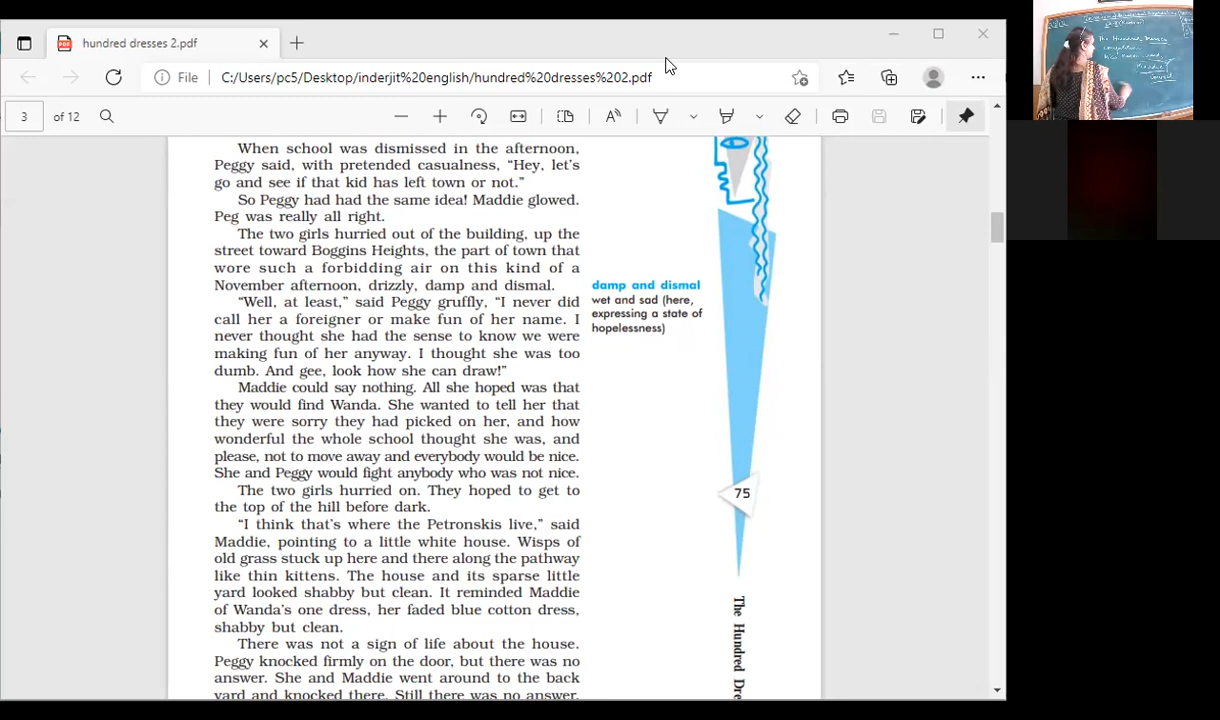 hundred dresses 2.pdf
File
C:/Users/pc5/Desktop/inderjit%20english/hundred%20dresses%202.pdf
3 of 12
When school was dismissed in the afternoon,
Peggy said, with pretended casualness, “Hey, let’s
go and see if that kid has left town or not.”
So Peggy had had the same idea! Maddie glowed.
Peg was really all right.
The two girls hurried out of the building, up the
street toward Boggins Heights, the part of town that
wore such a forbidding air on this kind of a
November afternoon, drizzly, damp and dismal.
“Well, at least,” said Peggy gruffly, “I never did
call her a foreigner or make fun of her name. I
never thought she had the sense to know we were
making fun of her anyway. I thought she was too
dumb. And gee, look how she can draw!”
Maddie could say nothing. All she hoped was that
they would find Wanda. She wanted to tell her that
they were sorry they had picked on her, and how
wonderful the whole school thought she was, and
please, not to move away and everybody would be nice.
She and Peggy would fight anybody who was not nice.
The two girls hurried on. They hoped to get to
the top of the hill before dark.
“I think that’s where the Petronskis live,” said
Maddie, pointing to a little white house. Wisps of
old grass stuck up here and there along the pathway
like thin kittens. The house and its sparse little
yard looked shabby but clean. It reminded Maddie
of Wanda’s one dress, her faded blue cotton dress,
shabby but clean.
There was not a sign of life about the house.
Peggy knocked firmly on the door, but there was no
answer. She and Maddie went around to the back
yard and knocked there. Still there was no answer.
damp and dismal
wet and sad (here,
expressing a state of
hopelessness)
75
The Hundred Dre
The Hundred